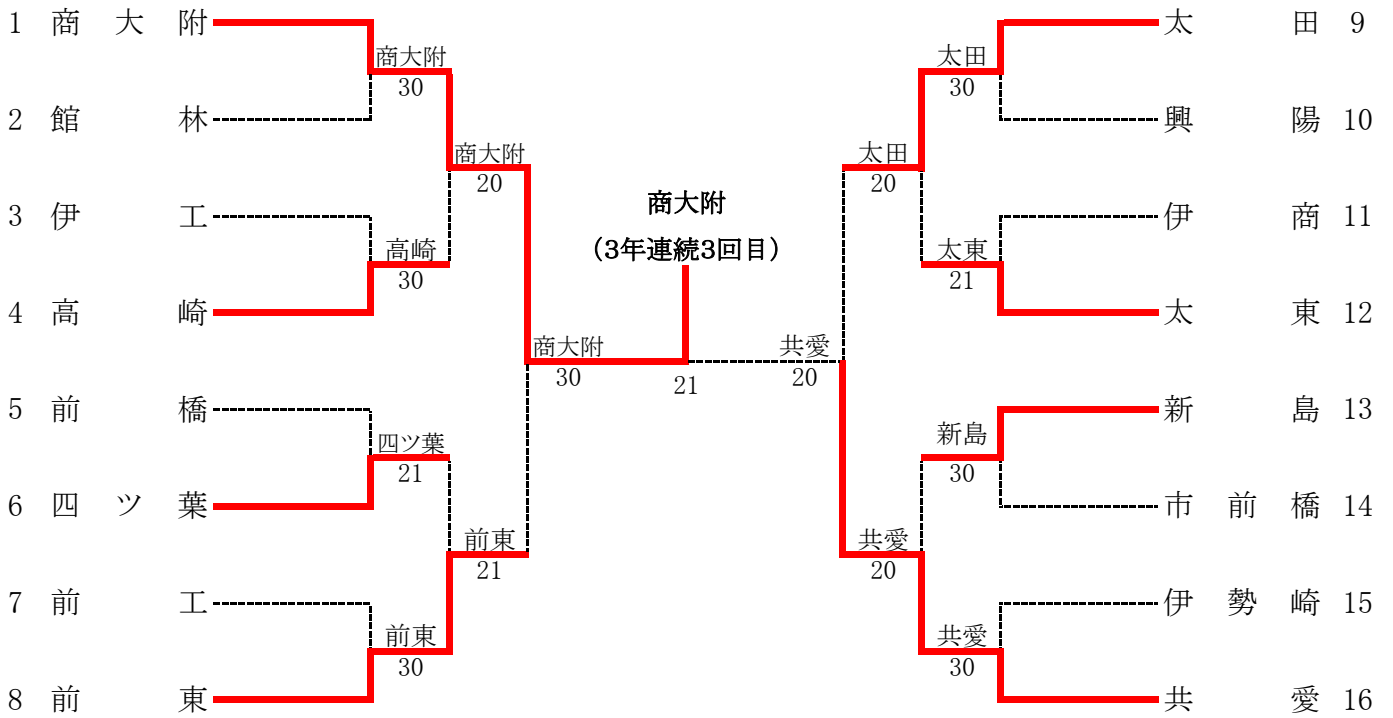 1 商大附
商大附
30
2 館林
商大附
20
3 伊工
高崎
30
4 高崎
商大附
30
5 前橋
四ツ葉
21
6 四ツ葉
前東
21
7 前工
前東
30
8 前東
商大附
（3年連続3回目）
21
太田 9
太田
30
興陽 10
太田
20
伊商 11
太東
21
太東 12
共愛
20
新島 13
新島
30
市前橋 14
共愛
20
伊勢崎 15
共愛
30
共愛 16